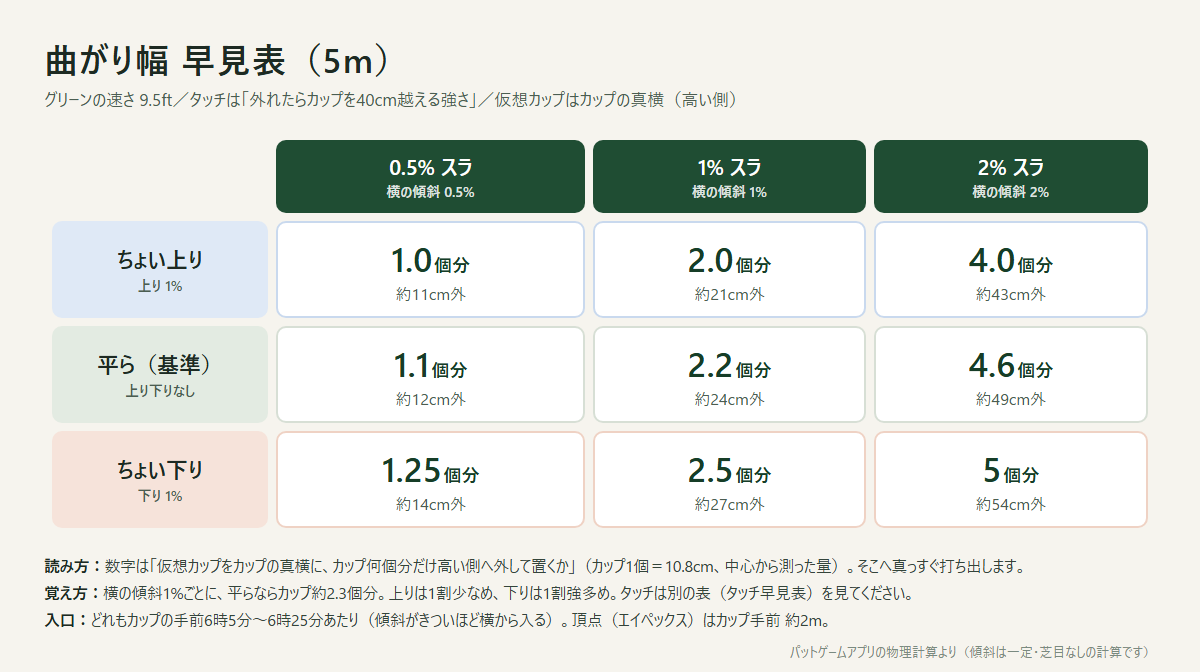 曲がり幅 早見表（5m）
グリーンの速さ 9.5ft／タッチは「外れたらカップを40cm越える強さ」／仮想カップはカップの真横（高い側）
0.5% スラ
横の傾斜 0.5%
1% スラ
横の傾斜 1%
2% スラ
横の傾斜 2%
ちょい上り
上り 1%
1.0個分
約11cm外
2.0個分
約21cm外
4.0個分
約43cm外
平ら（基準）
上り下りなし
1.1個分
約12cm外
2.2個分
約24cm外
4.6個分
約49cm外
ちょい下り
下り 1%
1.25個分
約14cm外
2.5個分
約27cm外
5個分
約54cm外
読み方：数字は「仮想カップをカップの真横に、カップ何個分だけ高い側へ外して置くか」（カップ1個＝10.8cm、中心から測った量）。そこへ真っすぐ打ち出します。
覚え方：横の傾斜1%ごとに、平らならカップ約2.3個分。上りは1割少なめ、下りは1割強多め。タッチは別の表（タッチ早見表）を見てください。
入口：どれもカップの手前6時5分〜6時25分あたり（傾斜がきついほど横から入る）。頂点（エイペックス）はカップ手前 約2m。
パットゲームアプリの物理計算より（傾斜は一定・芝目なしの計算です）